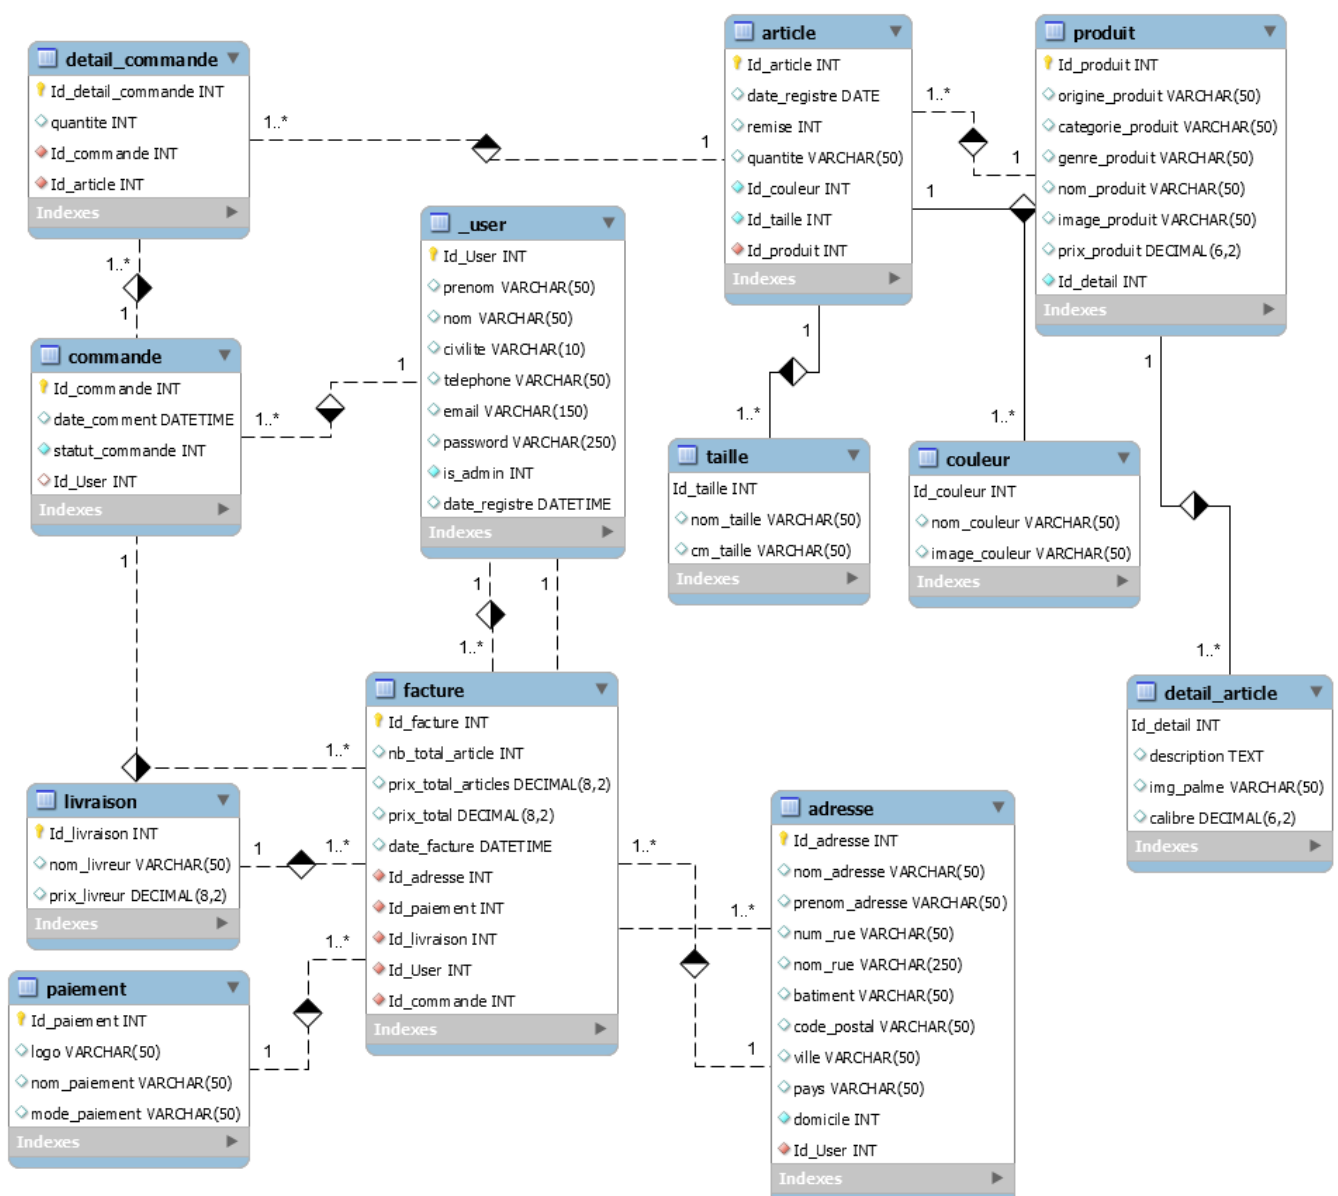 detail_commande
Id_detail_commande INT
quantite INT
Id_commande INT
Id_article INT
Indexes
1..*
1
article
Id_article INT
date_registre DATE
remise INT
quantite VARCHAR(50)
Id_couleur INT
Id_taille INT
Id_produit INT
Indexes
1..*
1
1
1..*
1
1..*
produit
Id_produit INT
origine_produit VARCHAR(50)
categorie_produit VARCHAR(50)
genre_produit VARCHAR(50)
nom_produit VARCHAR(50)
image_produit VARCHAR(50)
prix_produit DECIMAL(6,2)
Id_detail INT
Indexes
1
1..*
_user
Id_User INT
prenom VARCHAR(50)
nom VARCHAR(50)
civilite VARCHAR(10)
telephone VARCHAR(50)
email VARCHAR(150)
password VARCHAR(250)
is_admin INT
date_registre DATETIME
Indexes
1..*
1
commande
Id_commande INT
date_comment DATETIME
statut_commande INT
Id_User INT
Indexes
1..*
1
1
1..*
taille
Id_taille INT
nom_taille VARCHAR(50)
cm_taille VARCHAR(50)
Indexes
couleur
Id_couleur INT
nom_couleur VARCHAR(50)
image_couleur VARCHAR(50)
Indexes
1
1..*
1
1..*
facture
Id_facture INT
nb_total_article INT
prix_total_articles DECIMAL(8,2)
prix_total DECIMAL(8,2)
date_facture DATETIME
Id_adresse INT
Id_paiement INT
Id_livraison INT
Id_User INT
Id_commande INT
Indexes
detail_article
Id_detail INT
description TEXT
img_palme VARCHAR(50)
calibre DECIMAL(6,2)
Indexes
livraison
Id_livraison INT
nom_livreur VARCHAR(50)
prix_livreur DECIMAL(8,2)
Indexes
1
1..*
paiement
Id_paiement INT
logo VARCHAR(50)
nom_paiement VARCHAR(50)
mode_paiement VARCHAR(50)
Indexes
1..*
1
1..*
1
adresse
Id_adresse INT
nom_adresse VARCHAR(50)
prenom_adresse VARCHAR(50)
num_rue VARCHAR(50)
nom_rue VARCHAR(250)
batiment VARCHAR(50)
code_postal VARCHAR(50)
ville VARCHAR(50)
pays VARCHAR(50)
domicile INT
Id_User INT
Indexes